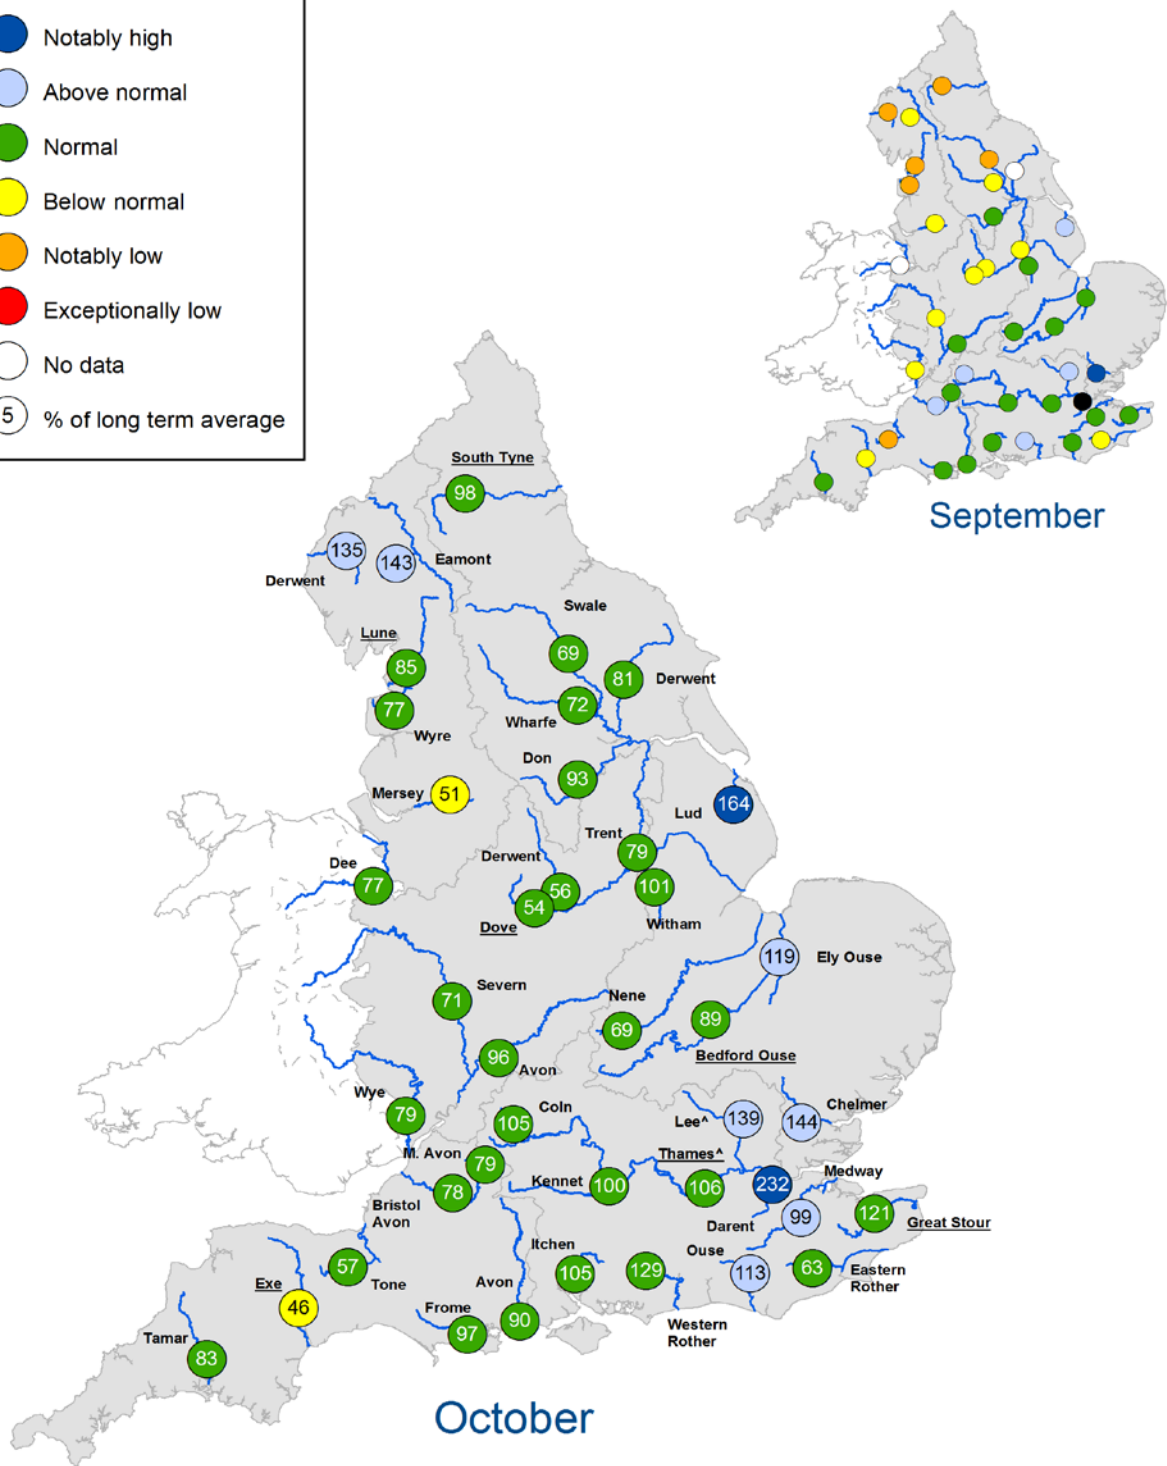 Notably high
Above normal
Normal
Below normal
Notably low
Exceptionally low
No data
5 % of long term average
September
South Tyne
98
135
143
Eamont
Derwent
Swale
Lune
69
85
81
Derwent
72
77
Wharfe
Wyre
Don
93
Mersey
51
164
Lud
Trent
79
Derwent
Dee
77
56
101
54
Witham
Dove
119
Ely Ouse
Severn
71
Nene
69
89
Bedford Ouse
96
Avon
Wye
79
Coln
105
Chelmer
Lee^
139
144
M. Avon
79
Thames^
Medway
Kennet
100
106
232
78
Bristol
Avon
Darent
99
121
Great Stour
Itchen
Ouse
57
Tone
105
129
113
63
Eastern
Rother
Exe
46
Avon
Frome
97
90
Western
Rother
Tamar
83
October